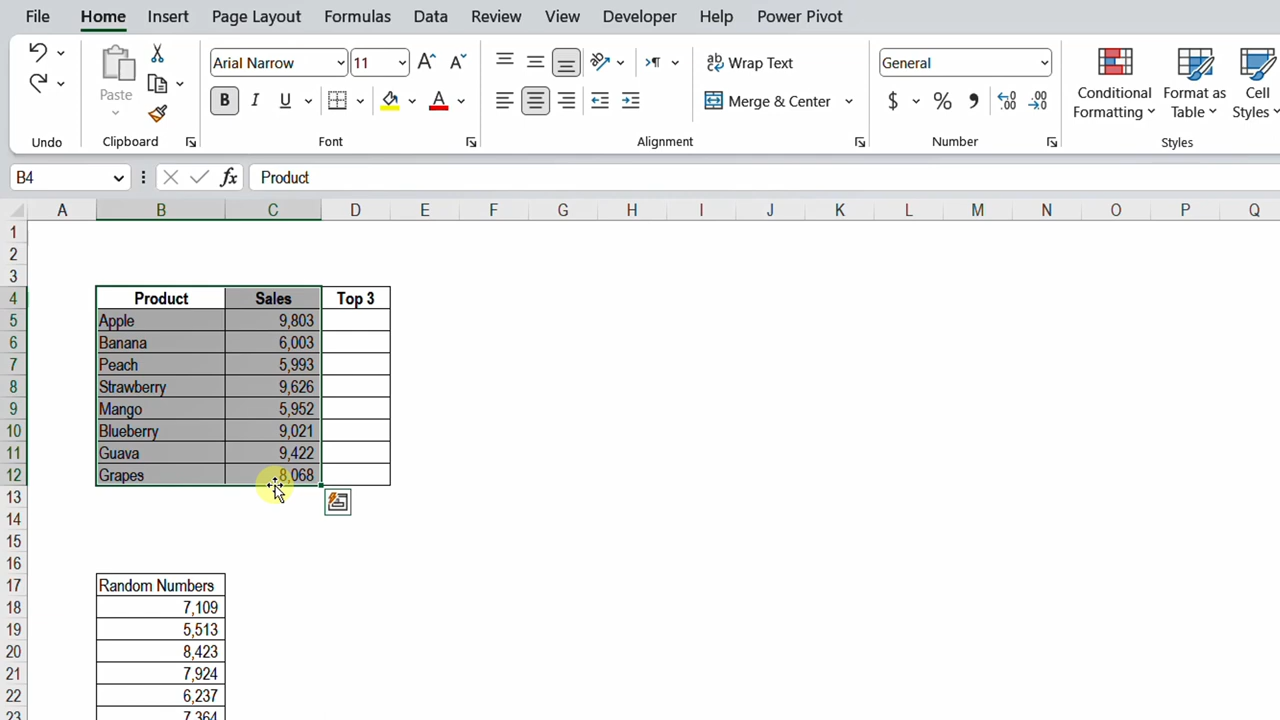 File Home Insert Page Layout Formulas Data Review View Developer Help Power Pivot
Paste
Undo
Clipboard
Arial Narrow 11
B I U A
Font
ab Wrap Text
Merge & Center
Alignment
General
$ % , .00
Number
Conditional Formatting
Format as Table
Cell Styles
Styles
B4 fx Product
A B C D E F G H I J K L M N O P Q
1
2
3
4 Product Sales Top 3
5 Apple 9,803
6 Banana 6,003
7 Peach 5,993
8 Strawberry 9,626
9 Mango 5,952
10 Blueberry 9,021
11 Guava 9,422
12 Grapes 8,068
13
14
15
16
17 Random Numbers
18 7,109
19 5,513
20 8,423
21 7,924
22 6,237
23 7,364